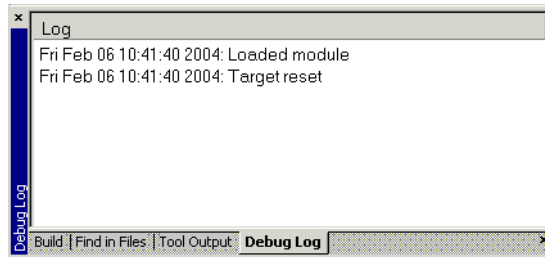 Log
Fri Feb 06 10:41:40 2004: Loaded module
Fri Feb 06 10:41:40 2004: Target reset
Debug Log
Build Find in Files Tool Output Debug Log